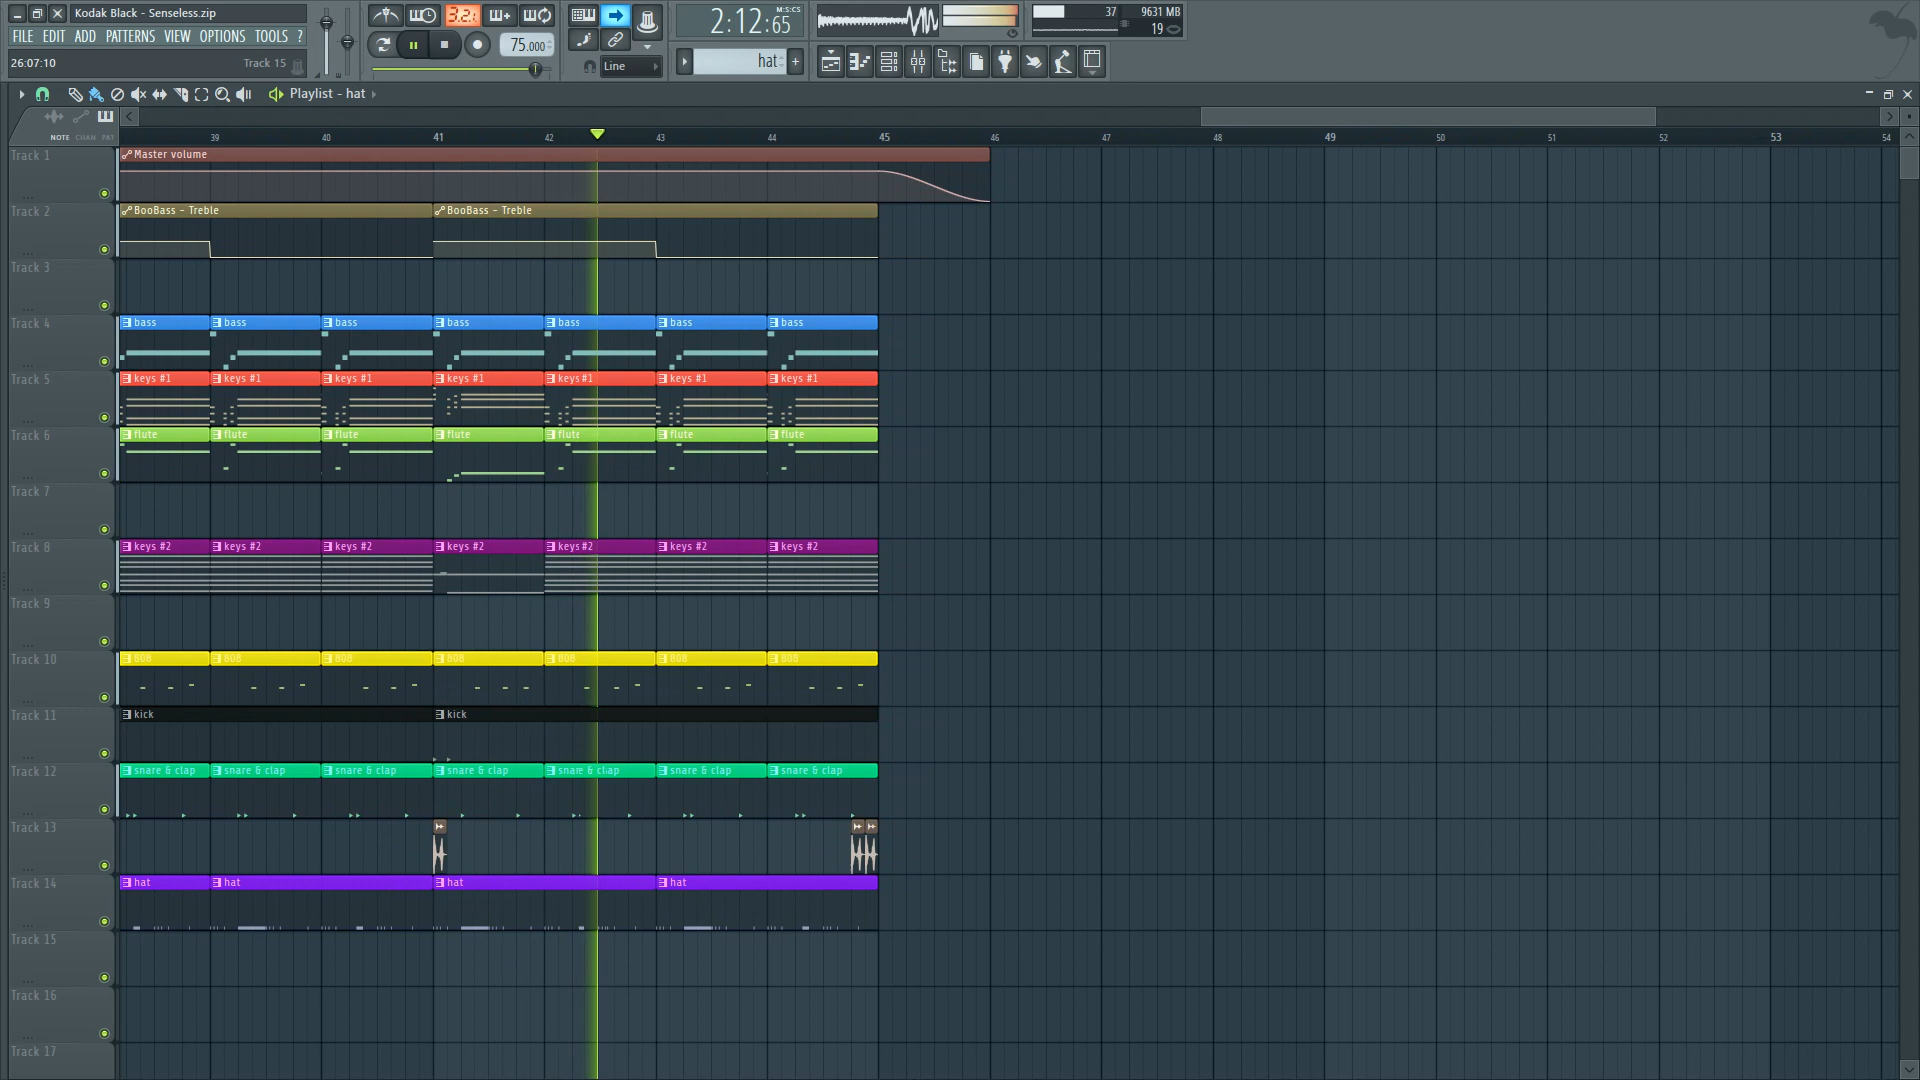 Kodak Black - Senseless.zip
FILE EDIT ADD PATTERNS VIEW OPTIONS TOOLS ?
26:07:10 Track 15
3.2.
75.000
Line
2:12:65 M:S:CS
hat
37 9631 MB
19
Playlist - hat
NOTE CHAN PAT
39 40 41 42 43 44 45 46 47 48 49 50 51 52 53 54
Track 1 Master volume
Track 2 BooBass - Treble BooBass - Treble
Track 3
Track 4 bass bass bass bass bass bass bass
Track 5 keys #1 keys #1 keys #1 keys #1 keys #1 keys #1 keys #1
Track 6 flute flute flute flute flute flute flute
Track 7
Track 8 keys #2 keys #2 keys #2 keys #2 keys #2 keys #2 keys #2
Track 9
Track 10 808 808 808 808 808 808 808
Track 11 kick kick
Track 12 snare & clap snare & clap snare & clap snare & clap snare & clap snare & clap snare & clap
Track 13
Track 14 hat hat hat hat
Track 15
Track 16
Track 17